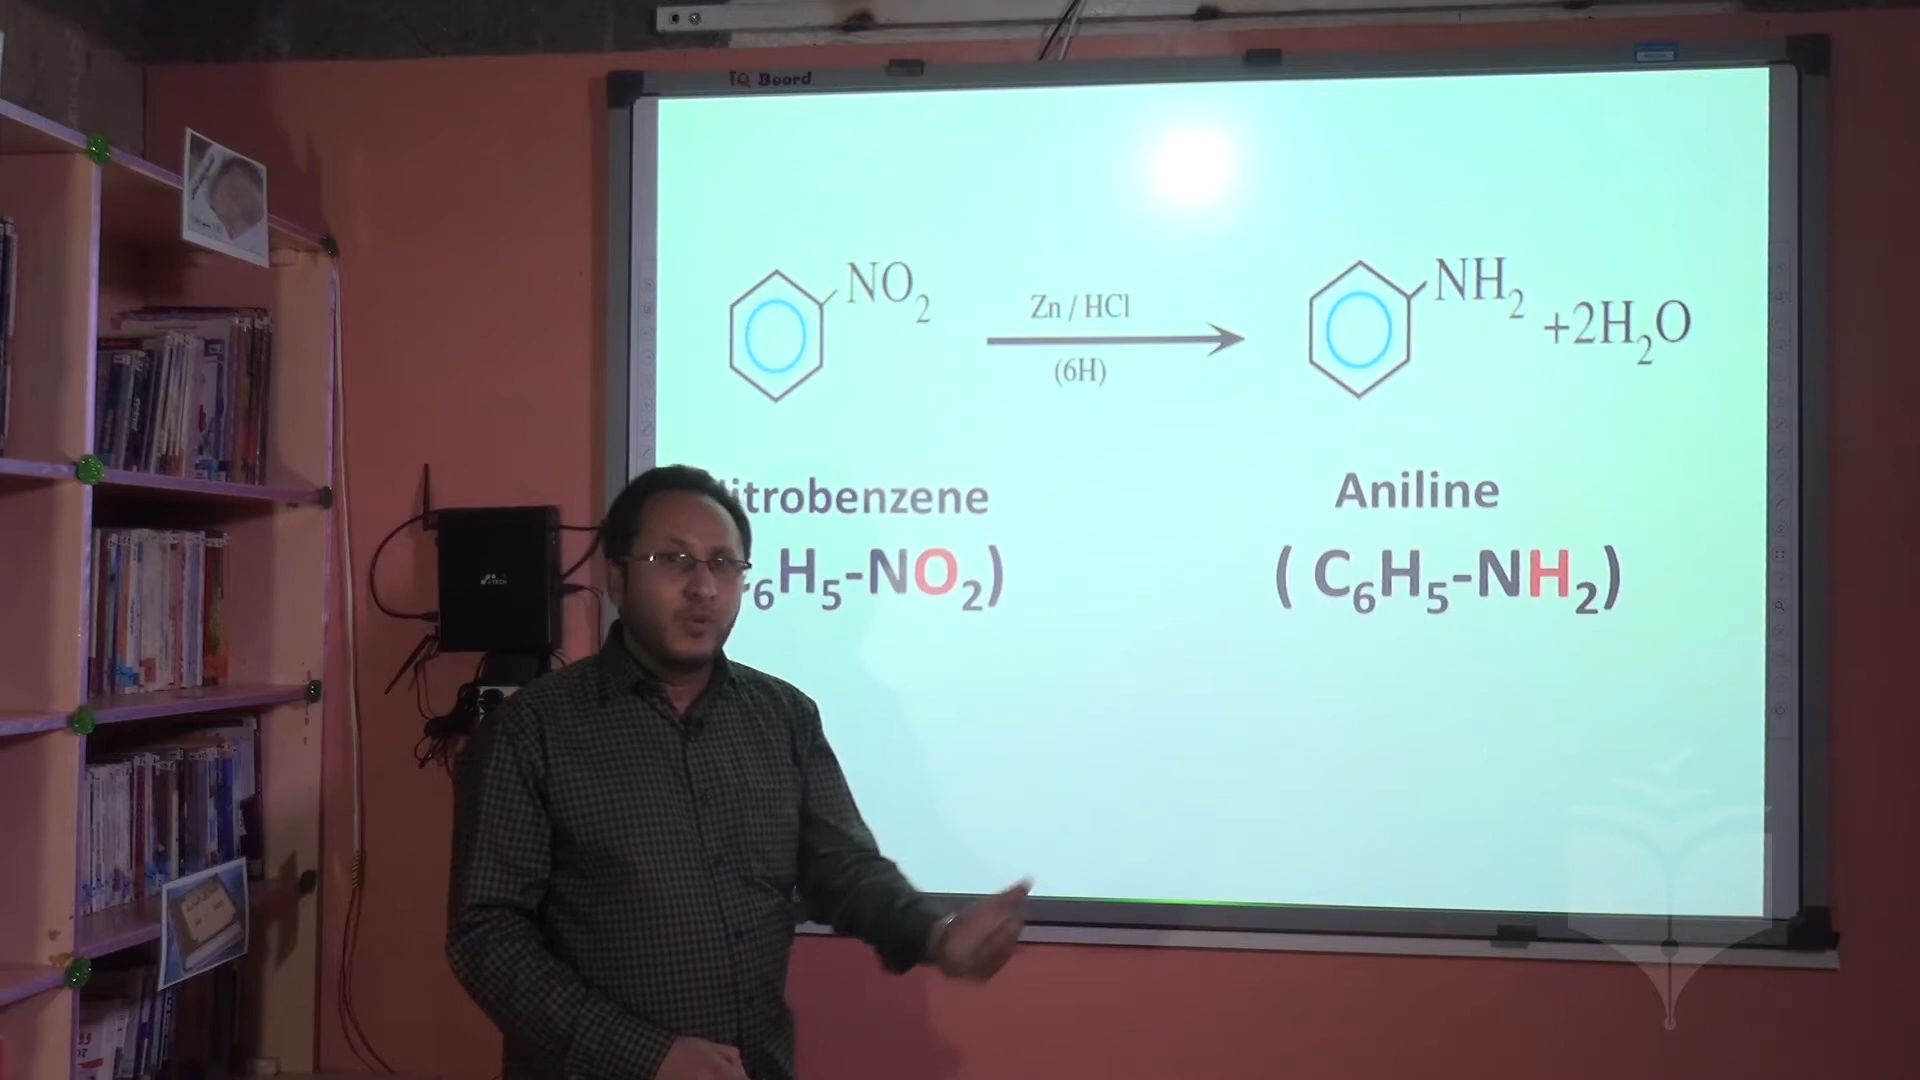 IQ Board
NO₂
Zn / HCl
(6H)
NH₂
+2H₂O
itrobenzene
Aniline
₆H₅-NO₂)
( C₆H₅-NH₂)